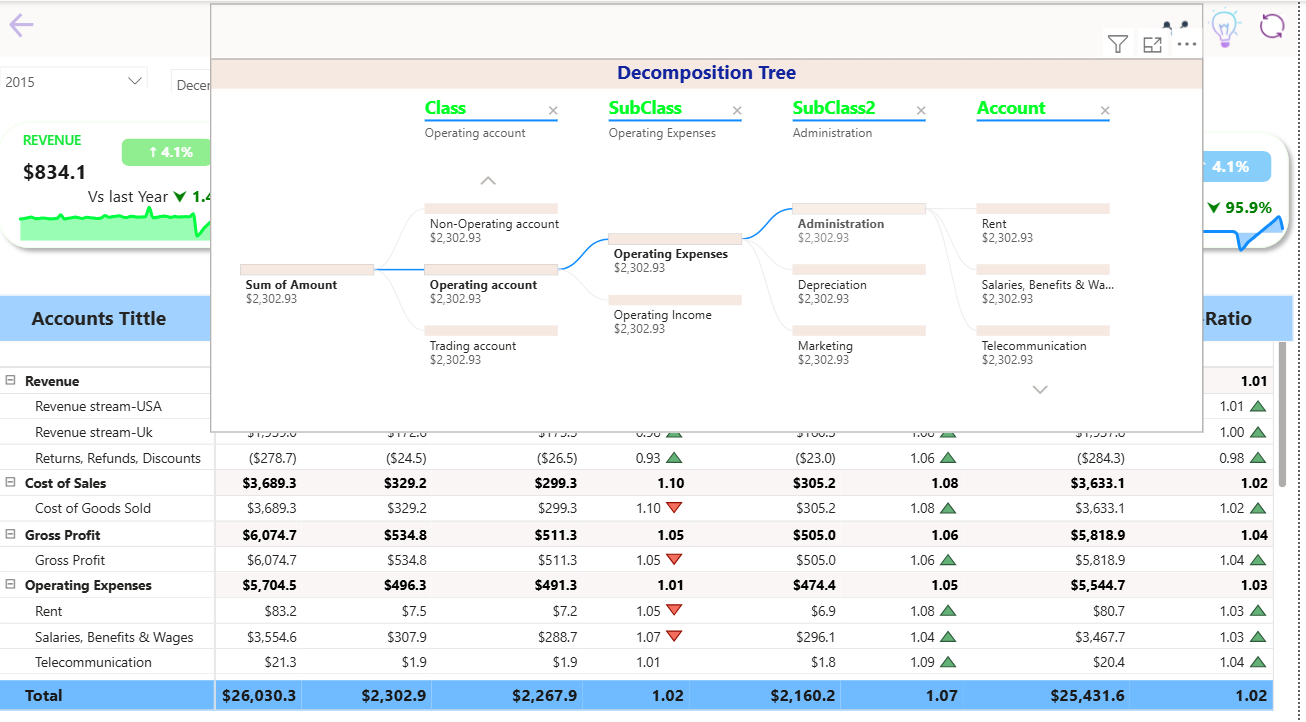 Decomposition Tree
2015
Decer
Class
SubClass
SubClass2
Account
Operating account
Operating Expenses
Administration
REVENUE
↑ 4.1%
4.1%
$834.1
Vs last Year ▼ 1.4
▼ 95.9%
Non-Operating account
$2,302.93
Administration
$2,302.93
Rent
$2,302.93
Operating Expenses
$2,302.93
Sum of Amount
$2,302.93
Operating account
$2,302.93
Depreciation
$2,302.93
Salaries, Benefits & Wa...
$2,302.93
Operating Income
$2,302.93
Trading account
$2,302.93
Marketing
$2,302.93
Telecommunication
$2,302.93
Accounts Tittle Ratio
Revenue 1.01
Revenue stream-USA 1.01
Revenue stream-Uk 1.00
Returns, Refunds, Discounts ($278.7) ($24.5) ($26.5) 0.93 ($23.0) 1.06 ($284.3) 0.98
Cost of Sales $3,689.3 $329.2 $299.3 1.10 $305.2 1.08 $3,633.1 1.02
Cost of Goods Sold $3,689.3 $329.2 $299.3 1.10 $305.2 1.08 $3,633.1 1.02
Gross Profit $6,074.7 $534.8 $511.3 1.05 $505.0 1.06 $5,818.9 1.04
Gross Profit $6,074.7 $534.8 $511.3 1.05 $505.0 1.06 $5,818.9 1.04
Operating Expenses $5,704.5 $496.3 $491.3 1.01 $474.4 1.05 $5,544.7 1.03
Rent $83.2 $7.5 $7.2 1.05 $6.9 1.08 $80.7 1.03
Salaries, Benefits & Wages $3,554.6 $307.9 $288.7 1.07 $296.1 1.04 $3,467.7 1.03
Telecommunication $21.3 $1.9 $1.9 1.01 $1.8 1.09 $20.4 1.04
Total $26,030.3 $2,302.9 $2,267.9 1.02 $2,160.2 1.07 $25,431.6 1.02